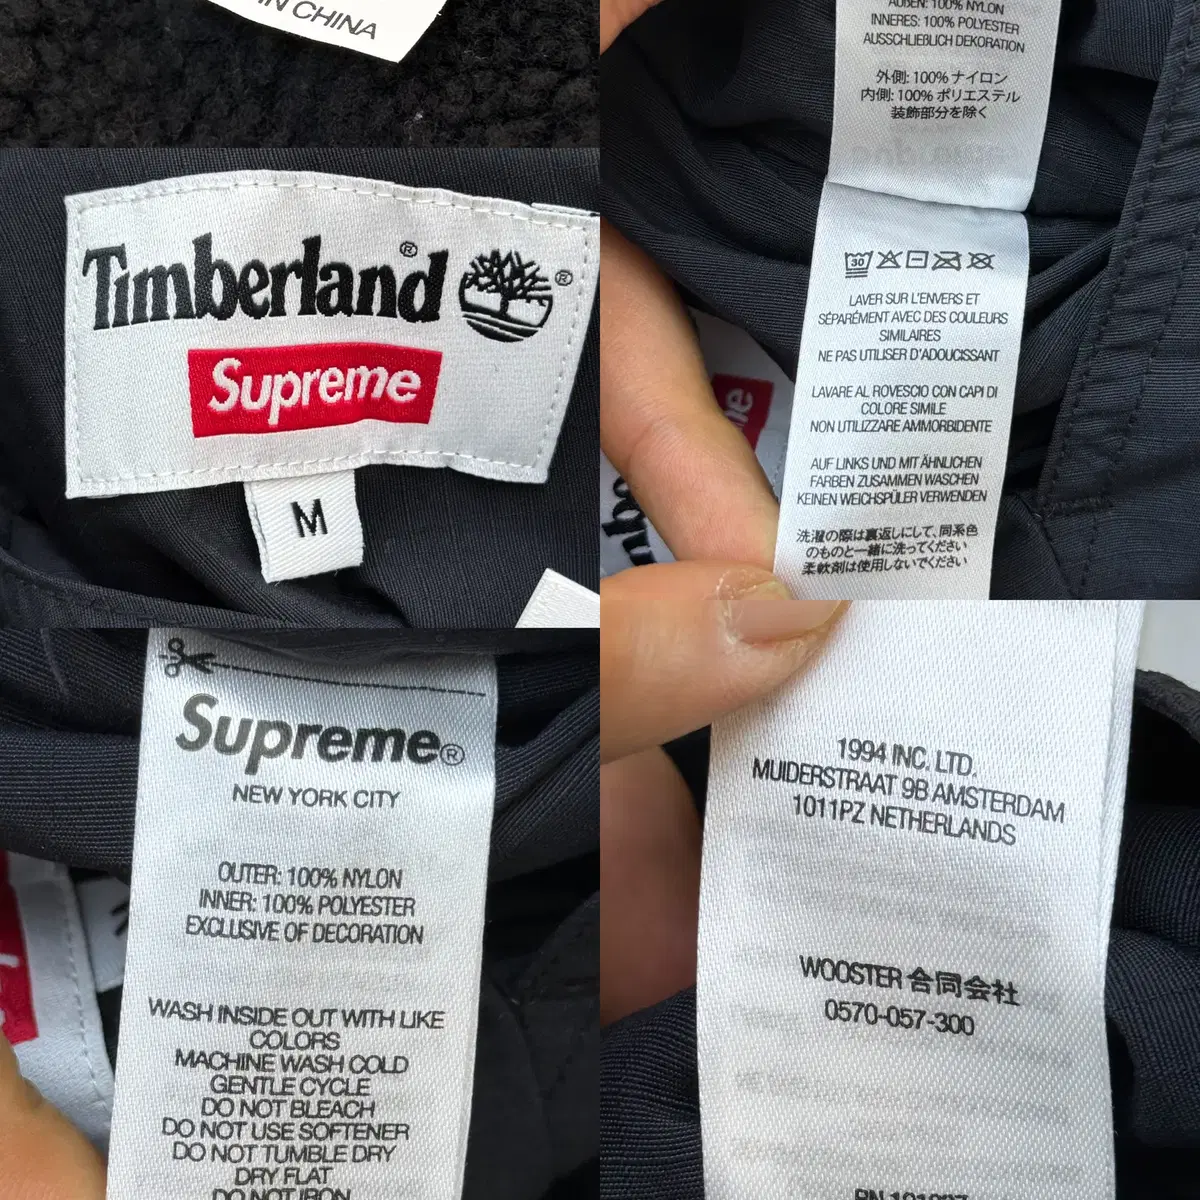 IN CHINA
Timberland®
®
Supreme
M
AUßEN: 100% NYLON
INNERES: 100% POLYESTER
AUSSCHLIEßLICH DEKORATION
外側: 100% ナイロン
内側: 100% ポリエステル
装飾部分を除く
30
LAVER SUR L'ENVERS ET
SÉPARÉMENT AVEC DES COULEURS
SIMILAIRES
NE PAS UTILISER D'ADOUCISSANT
LAVARE AL ROVESCIO CON CAPI DI
COLORE SIMILE
NON UTILIZZARE AMMORBIDENTE
AUF LINKS UND MIT ÄHNLICHEN
FARBEN ZUSAMMEN WASCHEN
KEINEN WEICHSPÜLER VERWENDEN
洗濯の際は裏返しにして、同系色
のものと一緒に洗ってください
柔軟剤は使用しないでください
Supreme®
NEW YORK CITY
OUTER: 100% NYLON
INNER: 100% POLYESTER
EXCLUSIVE OF DECORATION
WASH INSIDE OUT WITH LIKE
COLORS
MACHINE WASH COLD
GENTLE CYCLE
DO NOT BLEACH
DO NOT USE SOFTENER
DO NOT TUMBLE DRY
DRY FLAT
DO NOT IRON
1994 INC. LTD.
MUIDERSTRAAT 9B AMSTERDAM
1011PZ NETHERLANDS
WOOSTER 合同会社
0570-057-300